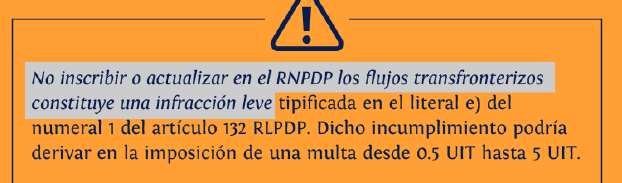 No inscribir o actualizar en el RNPDP los flujos transfronterizos
constituye una infracción leve tipificada en el literal e) del
numeral 1 del artículo 132 RLPDP. Dicho incumplimiento podría
derivar en la imposición de una multa desde 0.5 UIT hasta 5 UIT.